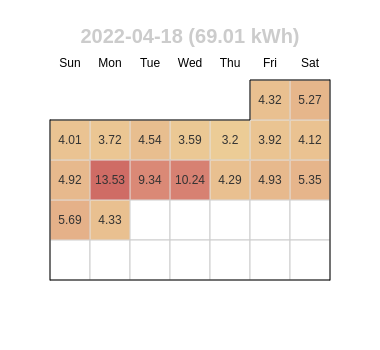 2022-04-18 (69.01 kWh)
Sun Mon Tue Wed Thu Fri Sat
4.32 5.27
4.01 3.72 4.54 3.59 3.2 3.92 4.12
4.92 13.53 9.34 10.24 4.29 4.93 5.35
5.69 4.33